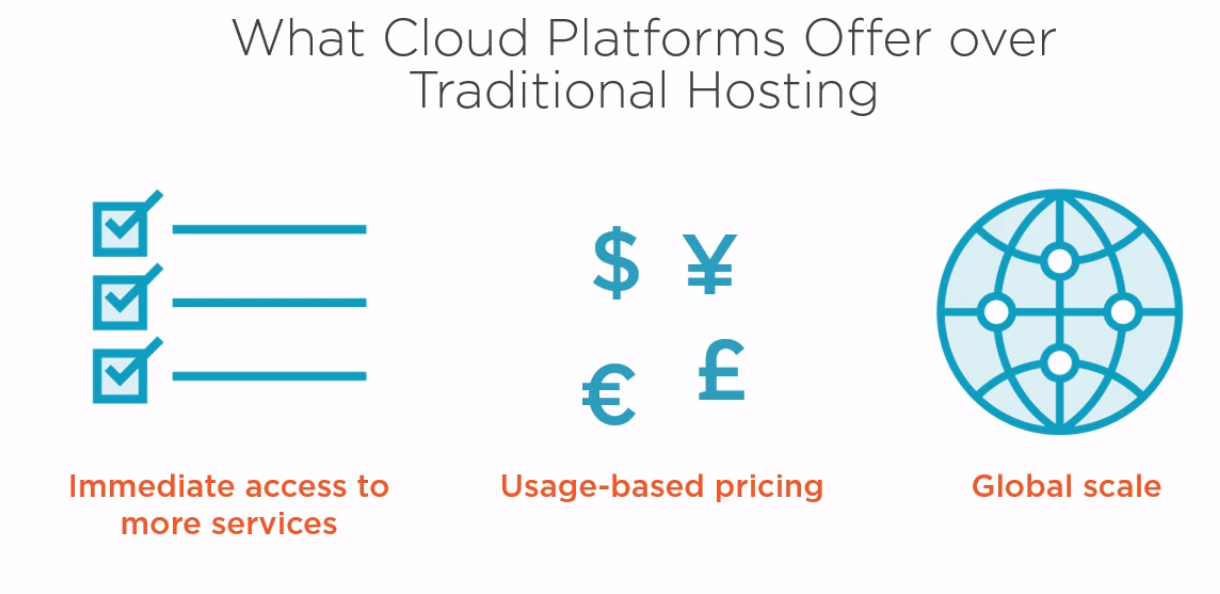 What Cloud Platforms Offer over
Traditional Hosting
$ ¥
€ £
Immediate access to
more services
Usage-based pricing
Global scale